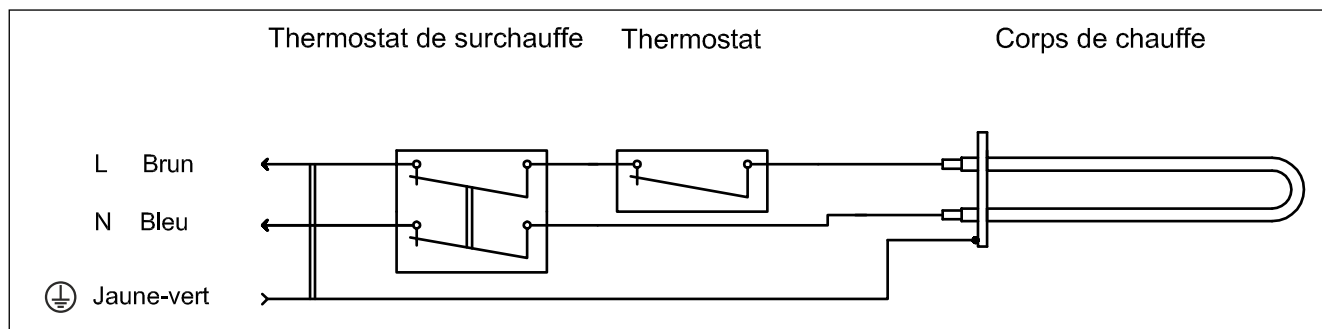 Thermostat de surchauffe Thermostat Corps de chauffe
L Brun
N Bleu
Jaune-vert